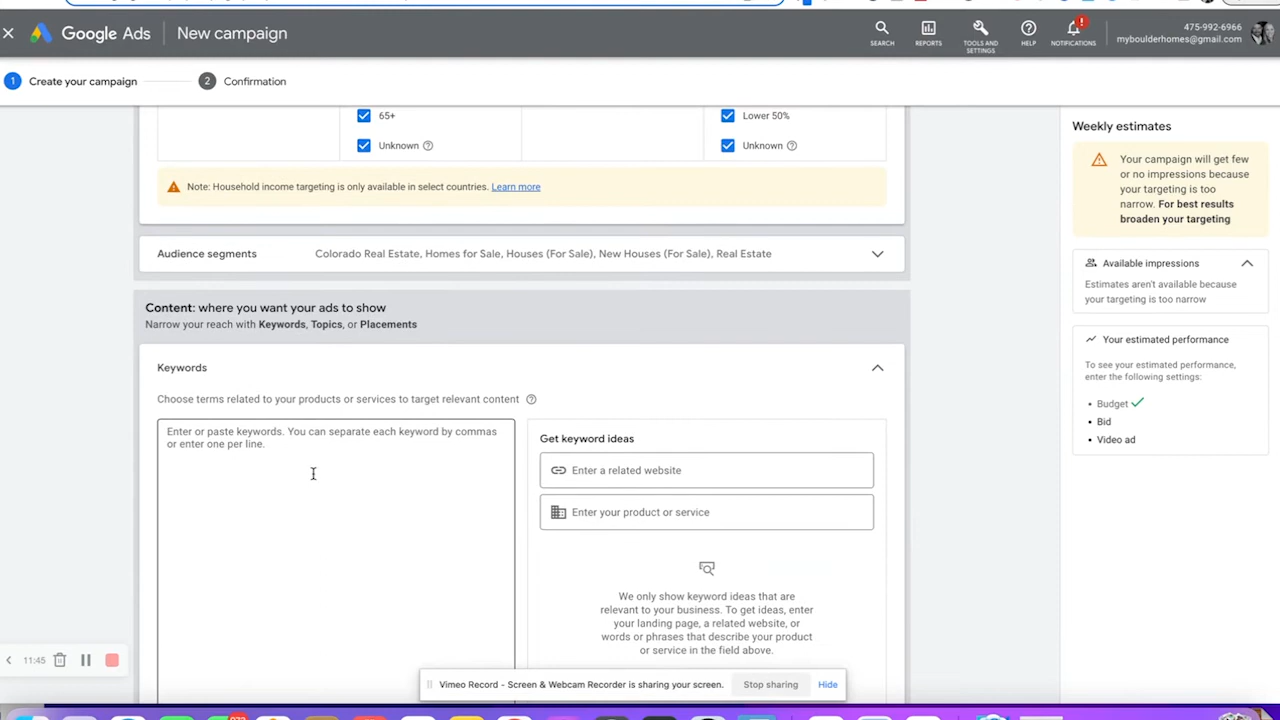 Google Ads
New campaign
SEARCH
REPORTS
TOOLS AND
SETTINGS
HELP
!
NOTIFICATIONS
475-992-6966
myboulderhomes@gmail.com
1 Create your campaign
2 Confirmation
65+
Lower 50%
Unknown
Unknown
Note: Household income targeting is only available in select countries. Learn more
Audience segments
Colorado Real Estate, Homes for Sale, Houses (For Sale), New Houses (For Sale), Real Estate
Content: where you want your ads to show
Narrow your reach with Keywords, Topics, or Placements
Keywords
Choose terms related to your products or services to target relevant content
Enter or paste keywords. You can separate each keyword by commas
or enter one per line.
Get keyword ideas
Enter a related website
Enter your product or service
We only show keyword ideas that are
relevant to your business. To get ideas, enter
your landing page, a related website, or
words or phrases that describe your product
or service in the field above.
Weekly estimates
Your campaign will get few
or no impressions because
your targeting is too
narrow. For best results
broaden your targeting
Available impressions
Estimates aren't available because
your targeting is too narrow
Your estimated performance
To see your estimated performance,
enter the following settings:
• Budget
• Bid
• Video ad
11:45
Vimeo Record - Screen & Webcam Recorder is sharing your screen.
Stop sharing
Hide